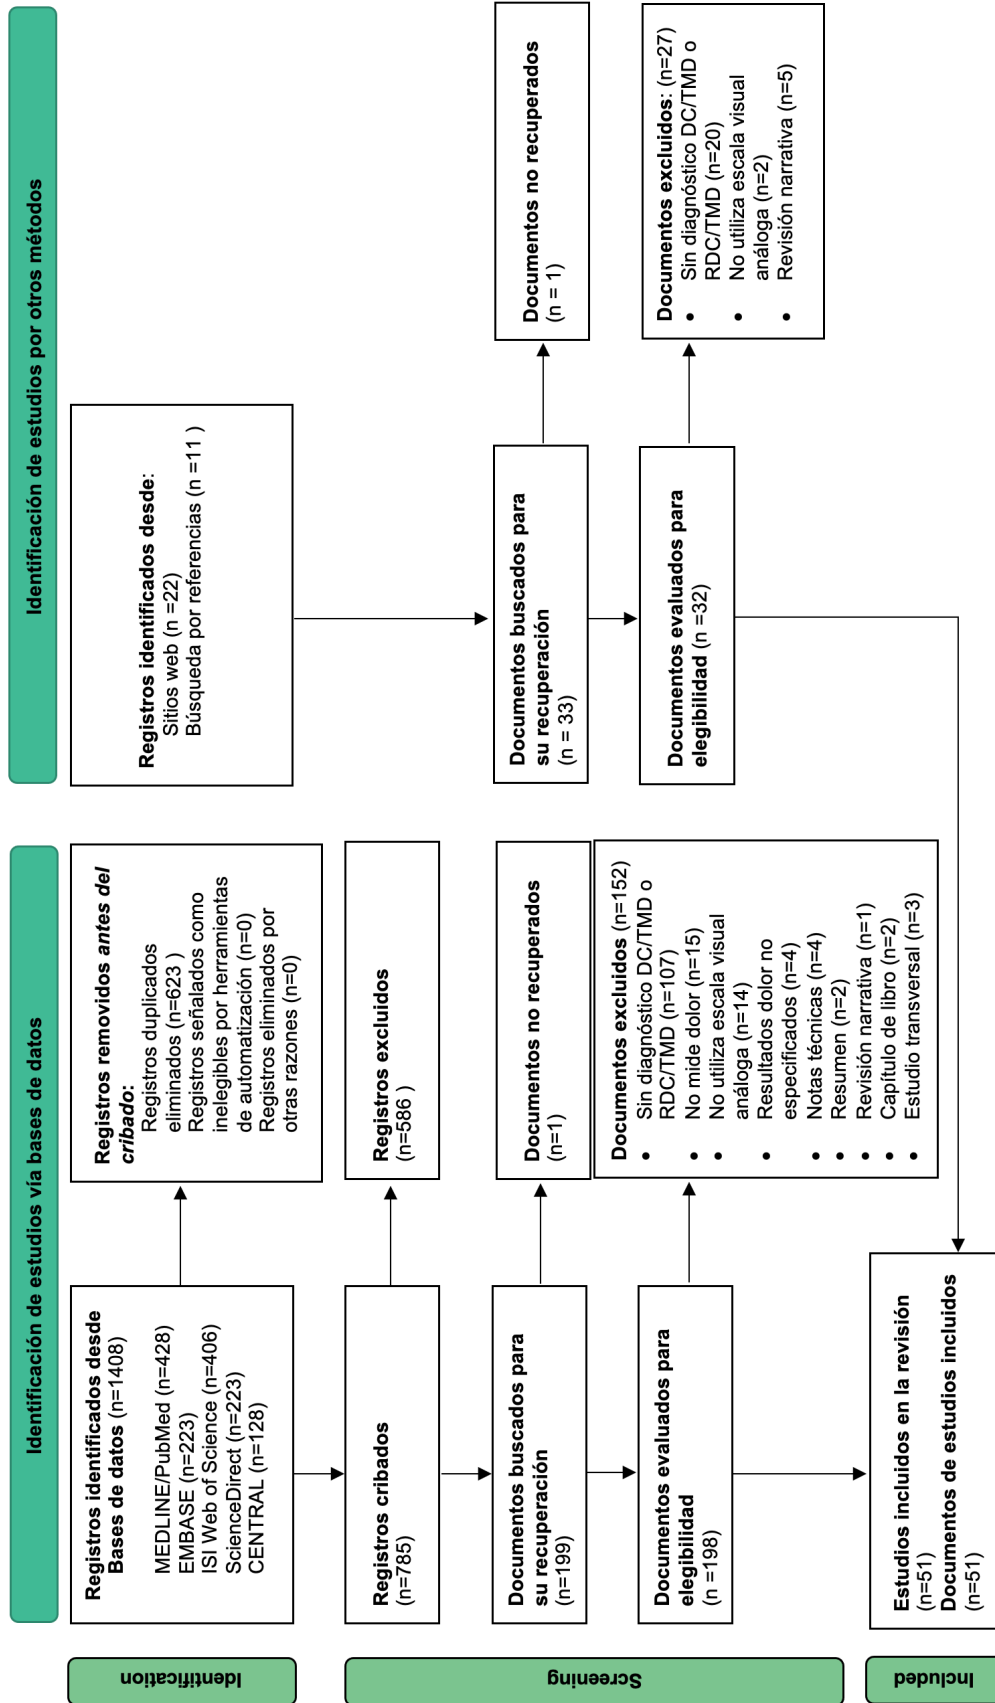 Identificación de estudios vía bases de datos
Identificación de estudios por otros métodos
Identification
Registros identificados desde
Bases de datos (n=1408)
MEDLINE/PubMed (n=428)
EMBASE (n=223)
ISI Web of Science (n=406)
ScienceDirect (n=223)
CENTRAL (n=128)
Registros removidos antes del
cribado:
Registros duplicados
eliminados (n=623 )
Registros señalados como
inelegibles por herramientas
de automatización (n=0)
Registros eliminados por
otras razones (n=0)
Registros identificados desde:
Sitios web (n =22)
Búsqueda por referencias (n =11 )
Screening
Registros cribados
(n=785)
Registros excluidos
(n=586 )
Documentos buscados para
su recuperación
(n=199)
Documentos no recuperados
(n=1)
Documentos buscados para
su recuperación
(n = 33)
Documentos no recuperados
(n = 1)
Documentos evaluados para
elegibilidad
(n =198)
Documentos excluidos (n=152)
• Sin diagnóstico DC/TMD o
RDC/TMD (n=107)
• No mide dolor (n=15)
• No utiliza escala visual
análoga (n=14)
• Resultados dolor no
especificados (n=4)
• Notas técnicas (n=4)
• Resumen (n=2)
• Revisión narrativa (n=1)
• Capítulo de libro (n=2)
• Estudio transversal (n=3)
Documentos evaluados para
elegibilidad (n =32)
Documentos excluidos: (n=27)
• Sin diagnóstico DC/TMD o
RDC/TMD (n=20)
• No utiliza escala visual
análoga (n=2)
• Revisión narrativa (n=5)
Included
Estudios incluidos en la revisión
(n=51)
Documentos de estudios incluidos
(n=51)